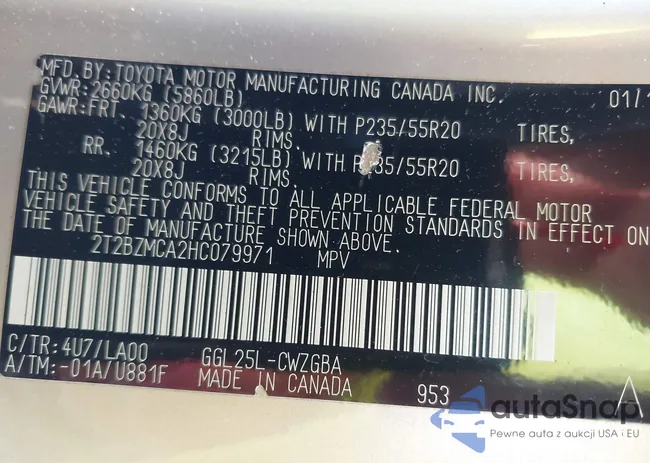 MFD.BY:TOYOTA MOTOR MANUFACTURING CANADA INC. 01/1
GVWR:2660KG (5860LB)
GAWR:FRT. 1360KG (3000LB) WITH P235/55R20 TIRES,
20X8J RIMS.
RR. 1460KG (3215LB) WITH P235/55R20 TIRES,
20X8J RIMS.
THIS VEHICLE CONFORMS TO ALL APPLICABLE FEDERAL MOTOR
VEHICLE SAFETY AND THEFT PREVENTION STANDARDS IN EFFECT ON
THE DATE OF MANUFACTURE SHOWN ABOVE.
2T2BZMCA2HC079971 MPV
C/TR:4U7/LA00 GGL25L-CWZGBA
A/TM:-01A/U881F MADE IN CANADA 953 A
autaSnap
Pewne auta z aukcji USA i EU